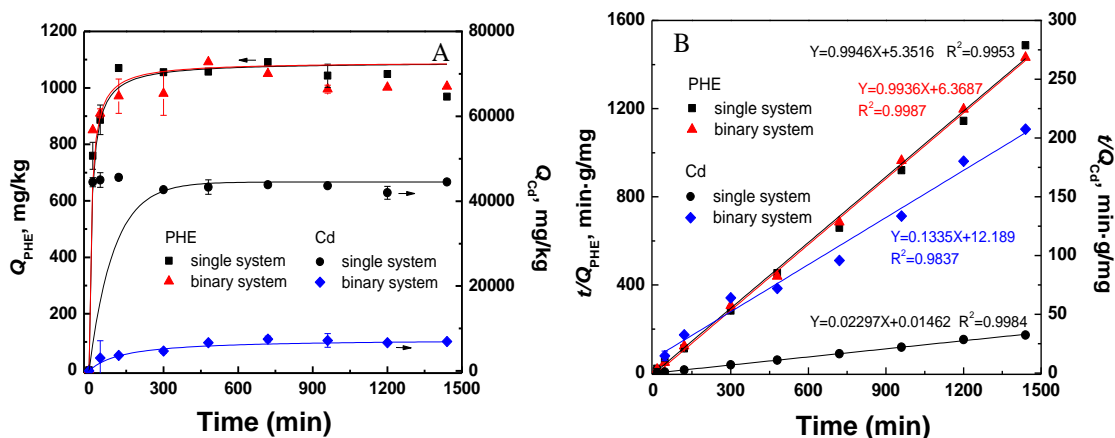 A
1200
1000
800
600
400
200
0
Q_PHE, mg/kg
80000
60000
40000
20000
0
Q_Cd, mg/kg
PHE
single system
binary system
Cd
single system
binary system
0 300 600 900 1200 1500
Time (min)
B
1600
1200
800
400
0
t/Q_PHE, min·g/mg
300
250
200
150
100
50
0
t/Q_Cd, min·g/mg
Y=0.9946X+5.3516 R²=0.9953
Y=0.9936X+6.3687
R²=0.9987
PHE
single system
binary system
Cd
single system
binary system
Y=0.1335X+12.189
R²=0.9837
Y=0.02297X+0.01462 R²=0.9984
0 300 600 900 1200 1500
Time (min)